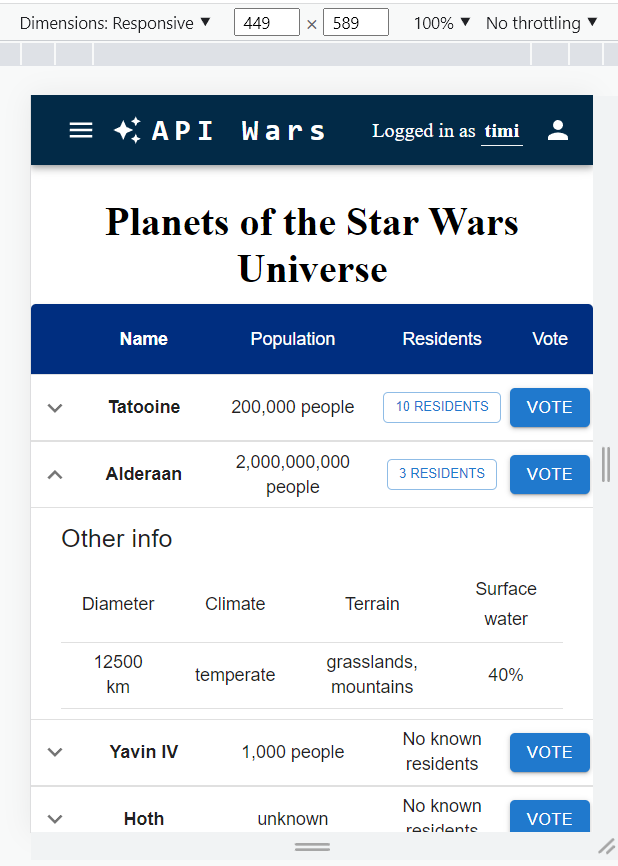 Dimensions: Responsive ▼ 449 × 589 100% ▼ No throttling ▼
API Wars Logged in as timi
Planets of the Star Wars
Universe
Name Population Residents Vote
Tatooine 200,000 people 10 RESIDENTS VOTE
Alderaan 2,000,000,000 people 3 RESIDENTS VOTE
Other info
Diameter Climate Terrain Surface water
12500 km temperate grasslands, mountains 40%
Yavin IV 1,000 people No known residents VOTE
Hoth unknown No known residents VOTE